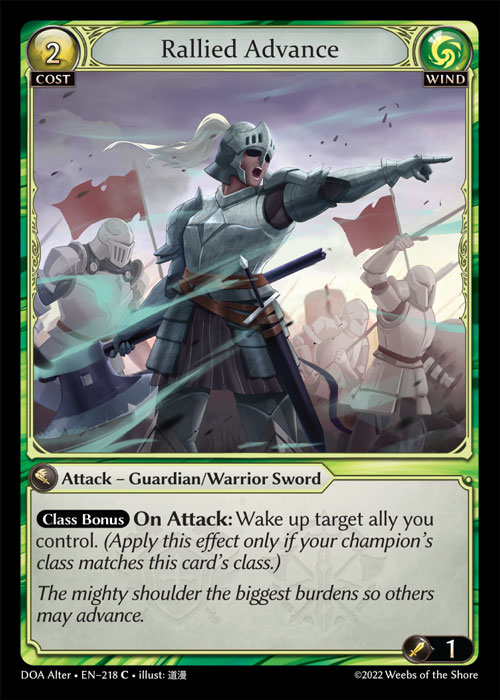 2
Rallied Advance
COST
WIND
Attack – Guardian/Warrior Sword
Class Bonus On Attack: Wake up target ally you
control. (Apply this effect only if your champion's
class matches this card's class.)
The mighty shoulder the biggest burdens so others
may advance.
1
DOA Alter • EN–218 C • illust: 道漫
©2022 Weebs of the Shore